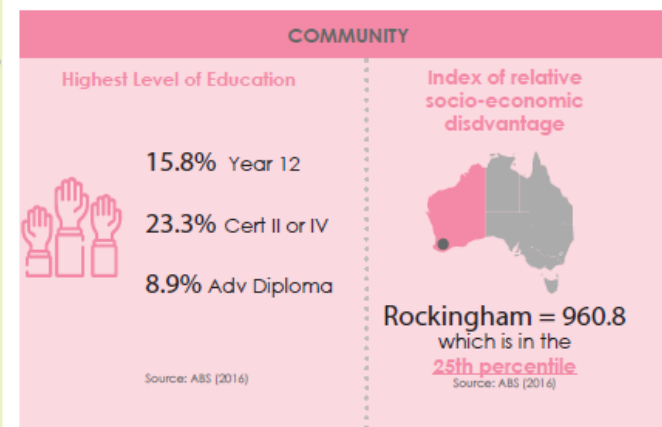 COMMUNITY
Highest Level of Education
15.8% Year 12
23.3% Cert II or IV
8.9% Adv Diploma
Source: ABS (2016)
Index of relative
socio-economic
disdvantage
Rockingham = 960.8
which is in the
25th percentile
Source: ABS (2016)